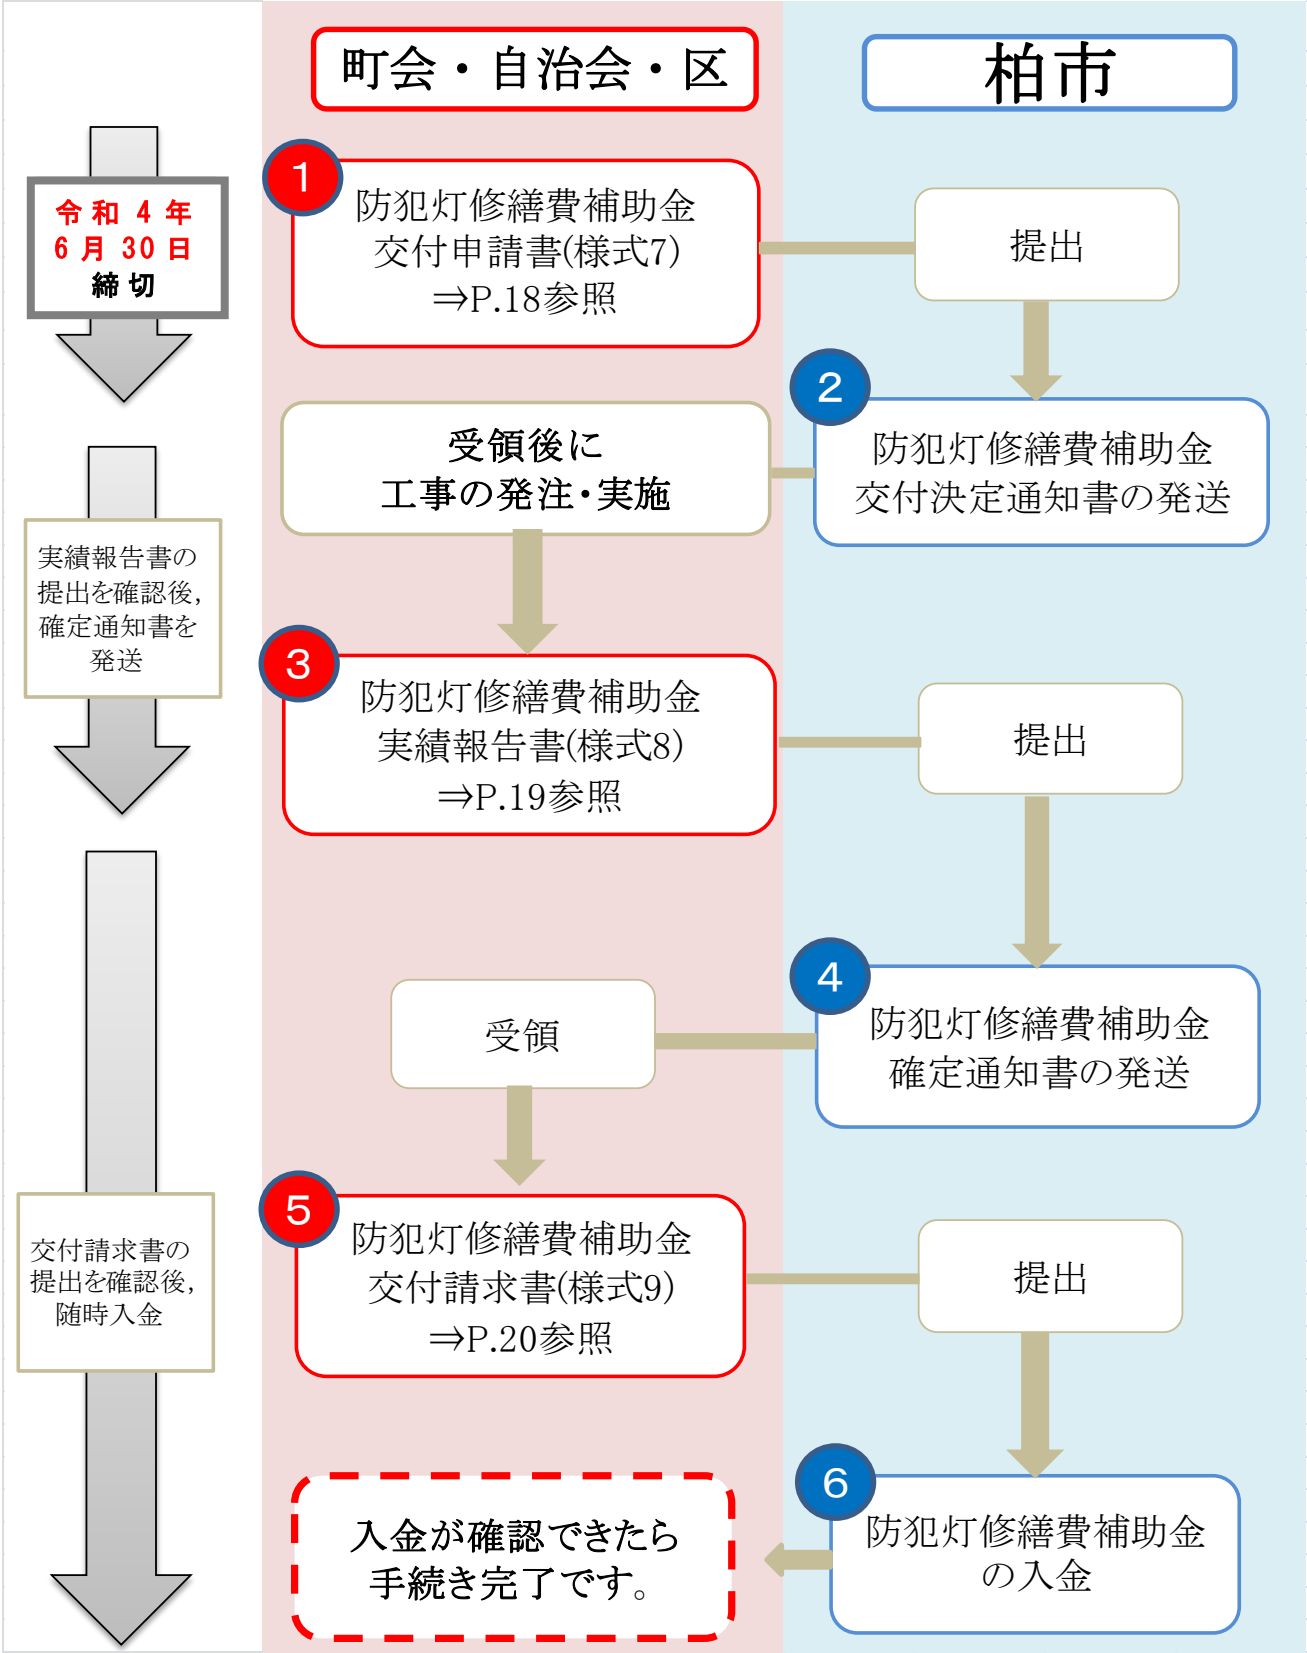 町会・自治会・区
柏市
令和４年
６月30日
締切
1
防犯灯修繕費補助金
交付申請書(様式7)
⇒P.18参照
提出
2
防犯灯修繕費補助金
交付決定通知書の発送
受領後に
工事の発注・実施
実績報告書の
提出を確認後,
確定通知書を
発送
3
防犯灯修繕費補助金
実績報告書(様式8)
⇒P.19参照
提出
4
防犯灯修繕費補助金
確定通知書の発送
受領
交付請求書の
提出を確認後,
随時入金
5
防犯灯修繕費補助金
交付請求書(様式9)
⇒P.20参照
提出
6
防犯灯修繕費補助金
の入金
入金が確認できたら
手続き完了です。